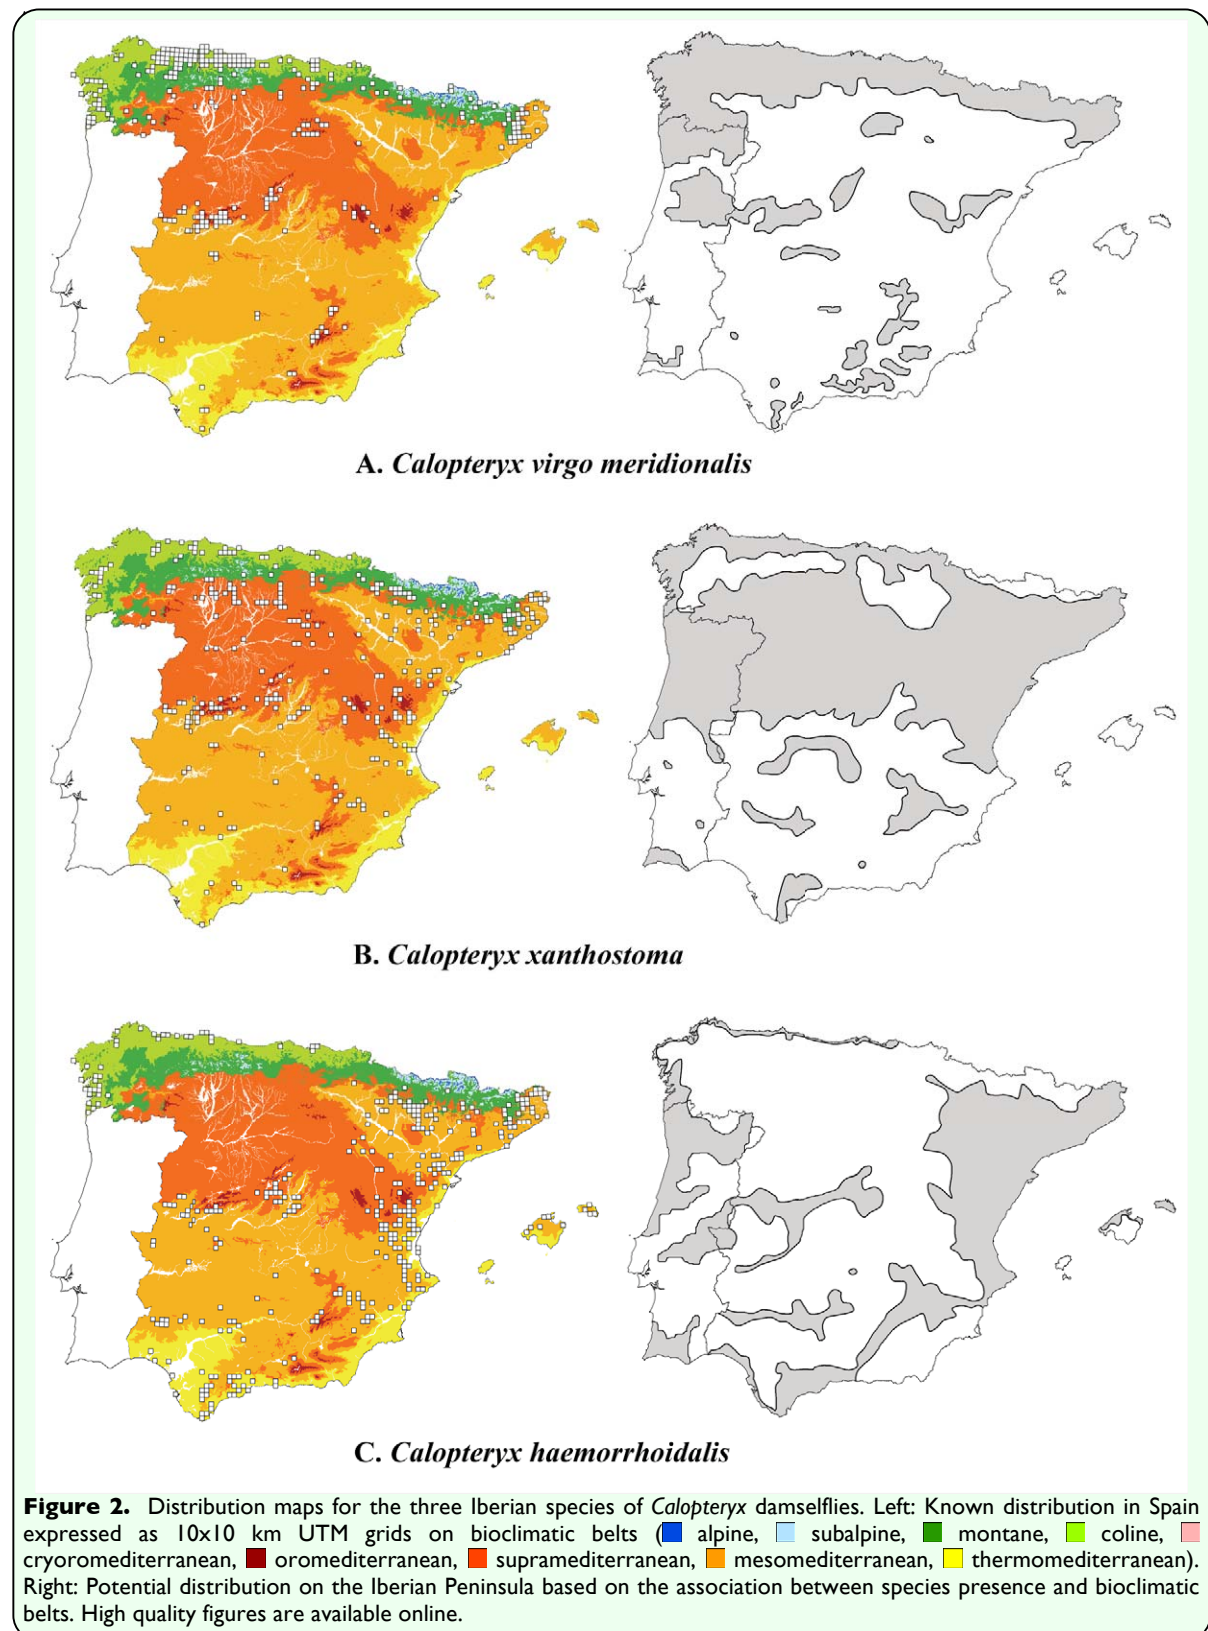 A. Calopteryx virgo meridionalis
B. Calopteryx xanthostoma
C. Calopteryx haemorrhoidalis
Figure 2. Distribution maps for the three Iberian species of Calopteryx damselflies. Left: Known distribution in Spain
expressed as 10x10 km UTM grids on bioclimatic belts ( alpine, subalpine, montane, coline,
cryoromediterranean, oromediterranean, supramediterranean, mesomediterranean, thermomediterranean).
Right: Potential distribution on the Iberian Peninsula based on the association between species presence and bioclimatic
belts. High quality figures are available online.